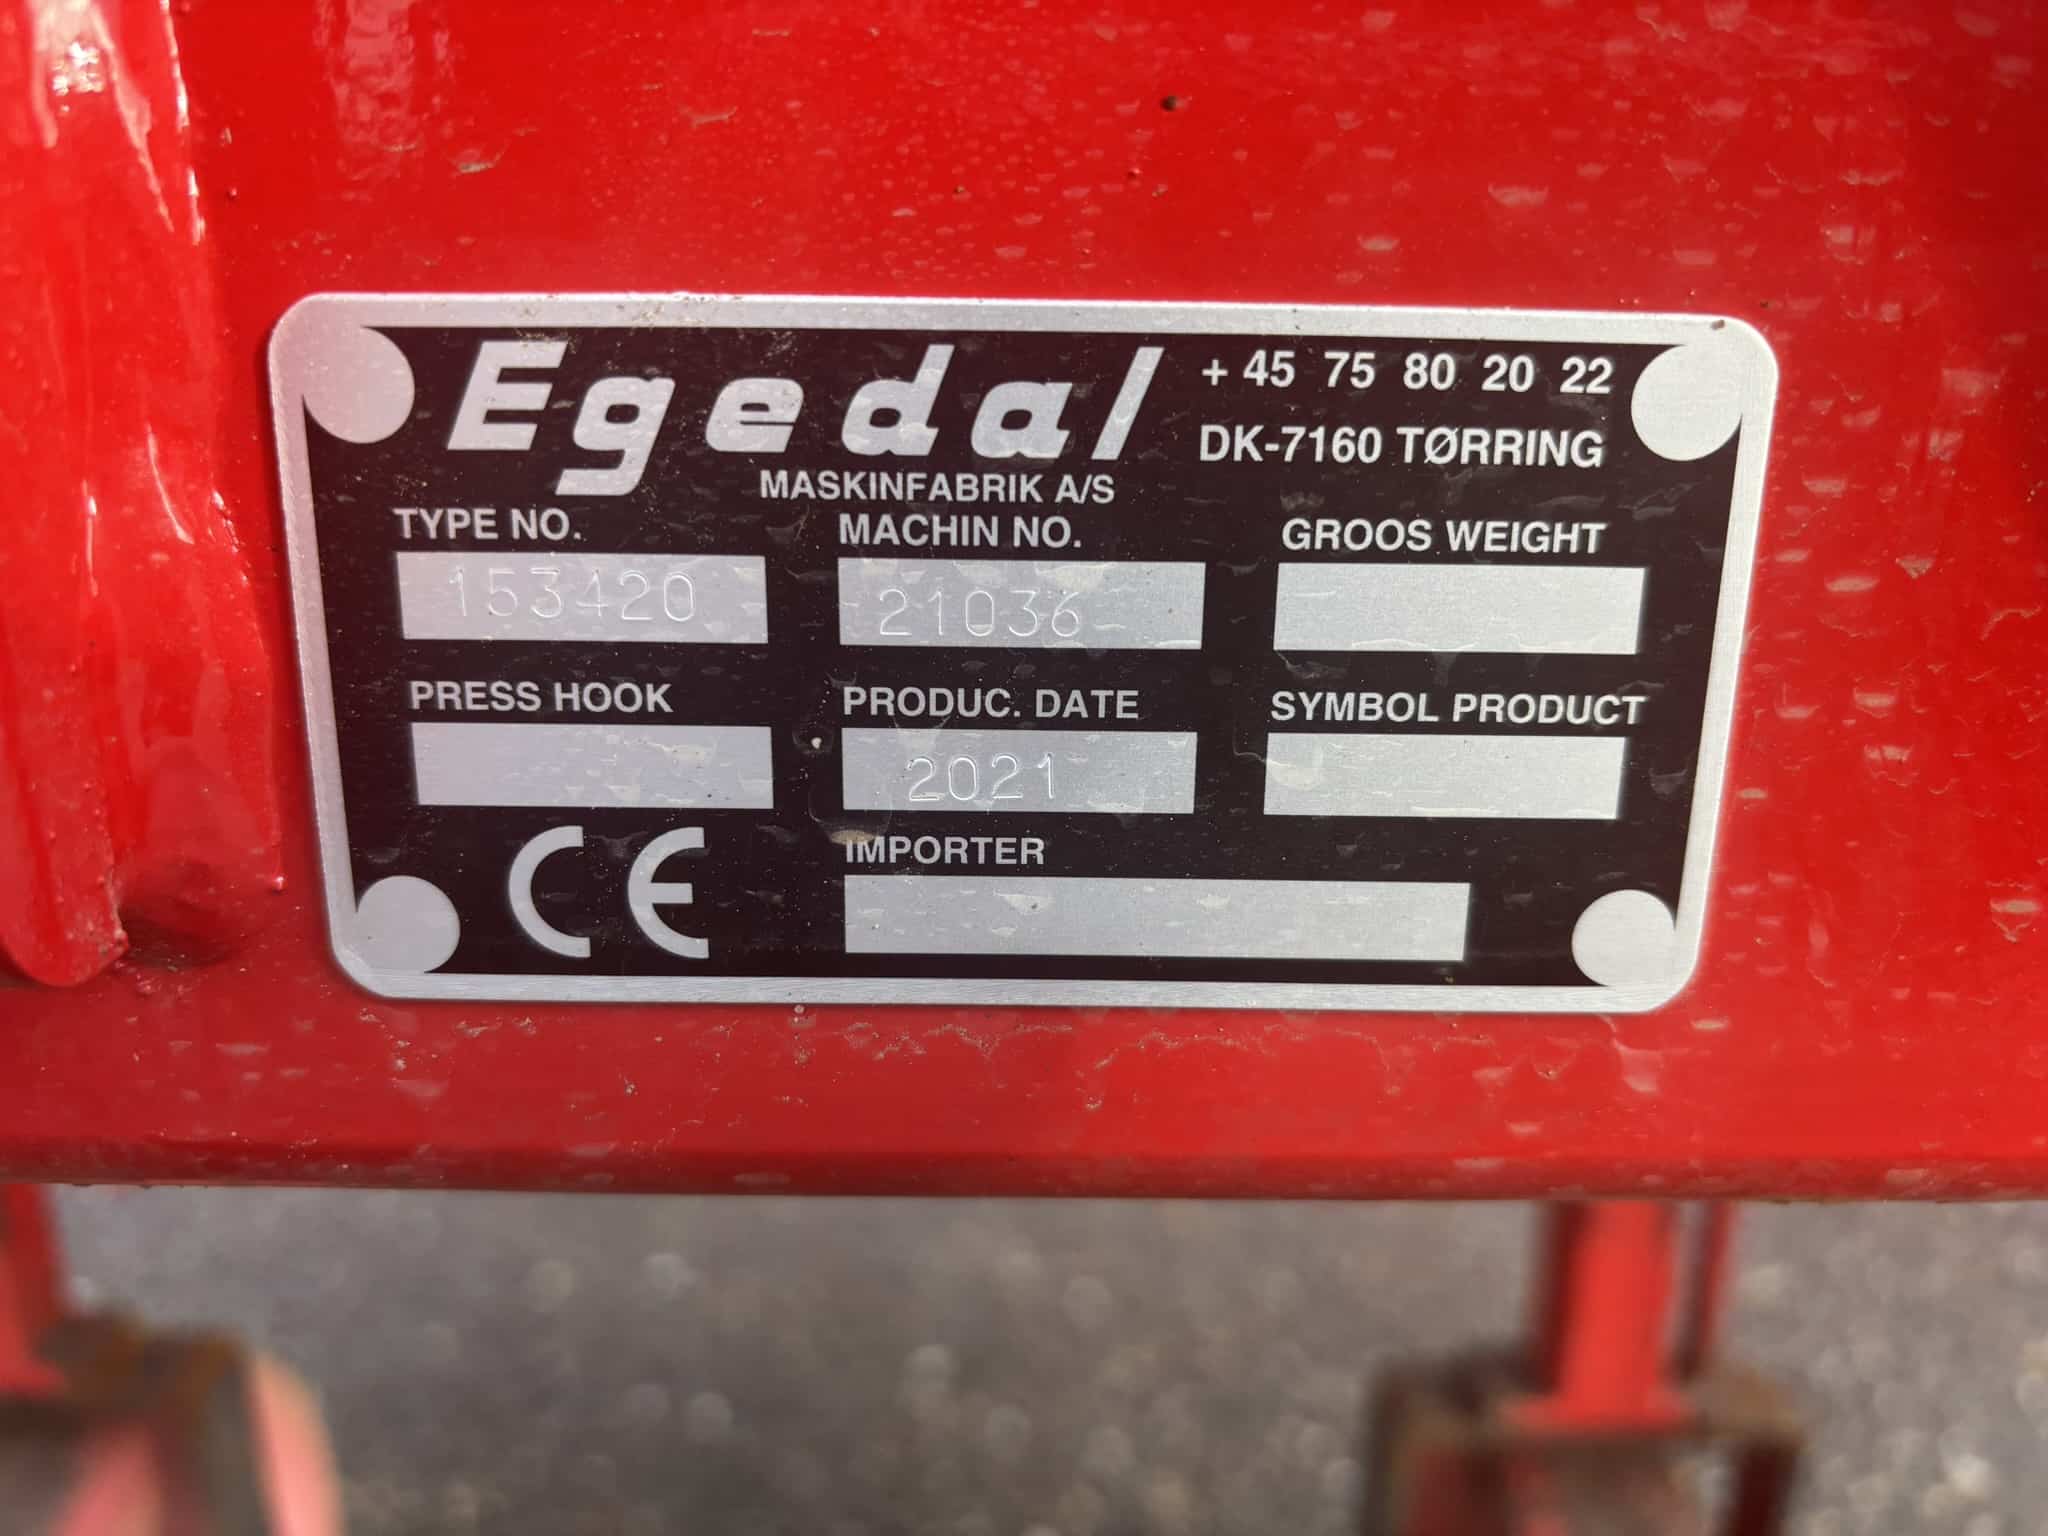 Egedal + 45 75 80 20 22
DK-7160 TØRRING
MASKINFABRIK A/S
TYPE NO. MACHIN NO. GROOS WEIGHT
153420 21036
PRESS HOOK PRODUC. DATE SYMBOL PRODUCT
2021
CE IMPORTER